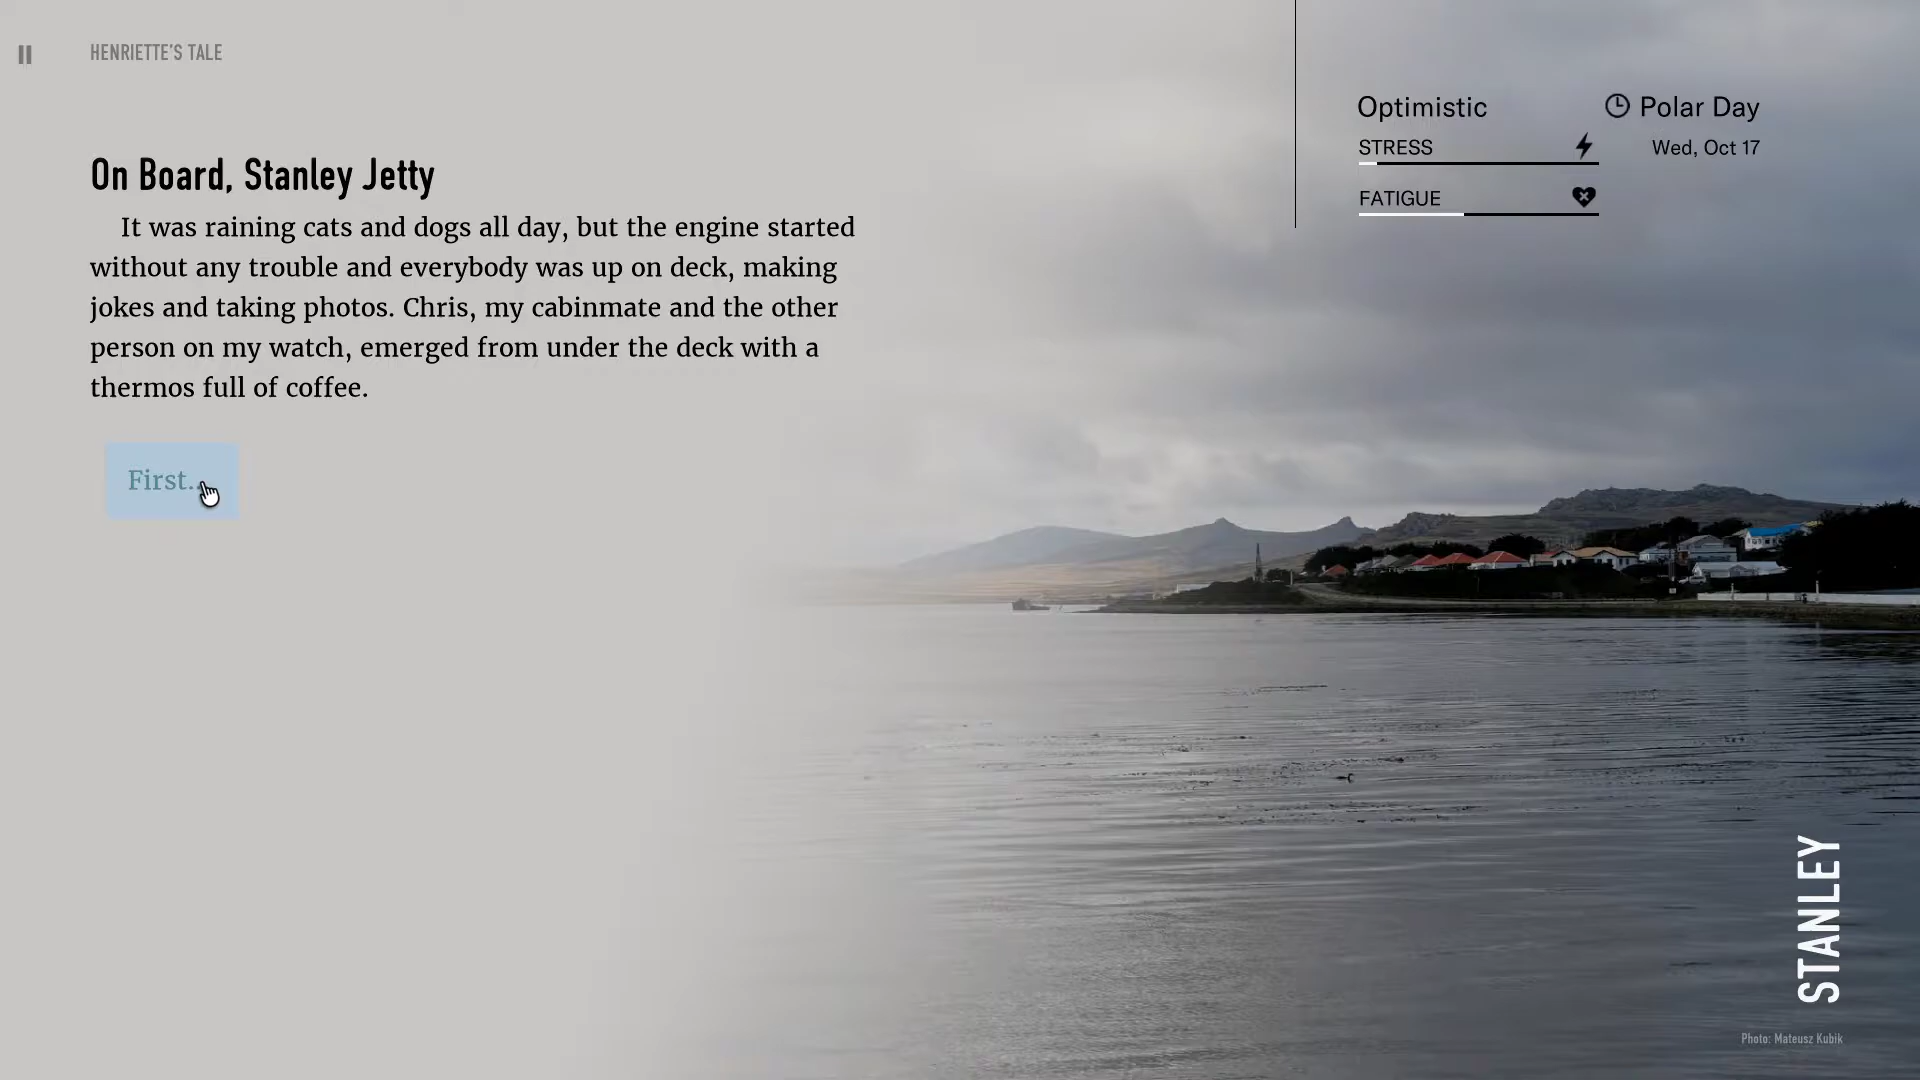 HENRIETTE'S TALE
On Board, Stanley Jetty
It was raining cats and dogs all day, but the engine started
without any trouble and everybody was up on deck, making
jokes and taking photos. Chris, my cabinmate and the other
person on my watch, emerged from under the deck with a
thermos full of coffee.
First..
Optimistic
Polar Day
STRESS
Wed, Oct 17
FATIGUE
STANLEY
Photo: Mateusz Kubik